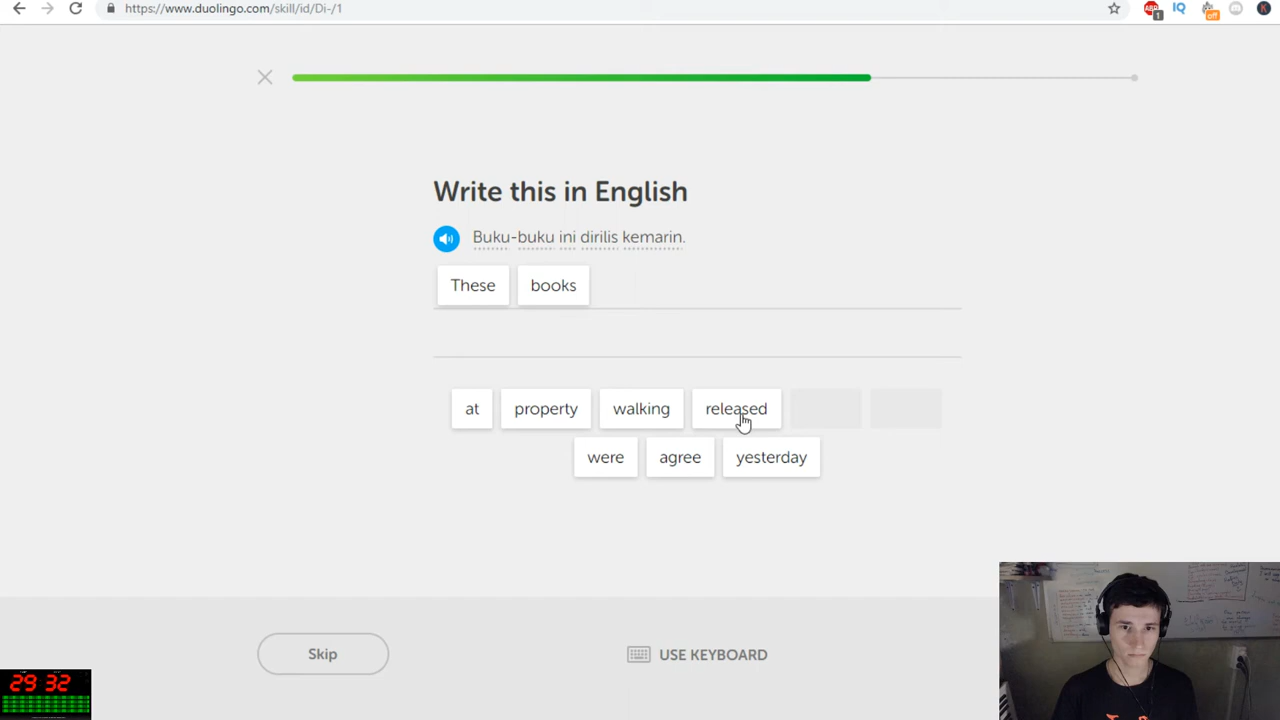 https://www.duolingo.com/skill/id/Di-/1
Write this in English
Buku-buku ini dirilis kemarin.
These books
at property walking released
were agree yesterday
Skip
USE KEYBOARD
29 32